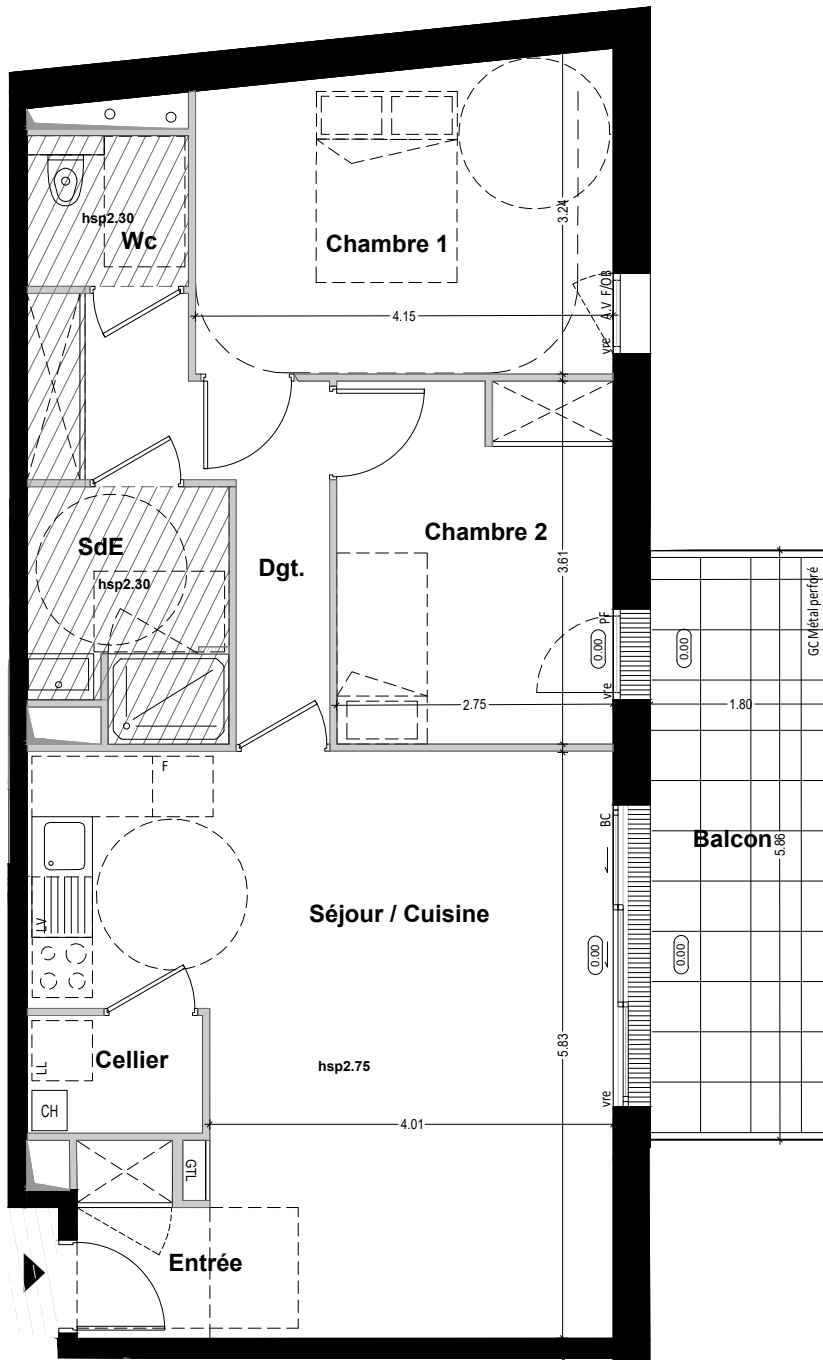 hsp2.30
Wc
Chambre 1
3.24
4.15
vre A.V F/OB
SdE
hsp2.30
Dgt.
Chambre 2
3.61
2.75
vre PF
0.00
0.00
GC Métal perforé
1.80
F
LV
Séjour / Cuisine
BC
0.00
0.00
Balcon
5.86
Cellier
LL
CH
hsp2.75
5.83
vre
4.01
GTL
Entrée